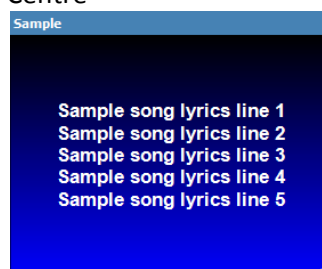 Centre
Sample
Sample song lyrics line 1
Sample song lyrics line 2
Sample song lyrics line 3
Sample song lyrics line 4
Sample song lyrics line 5